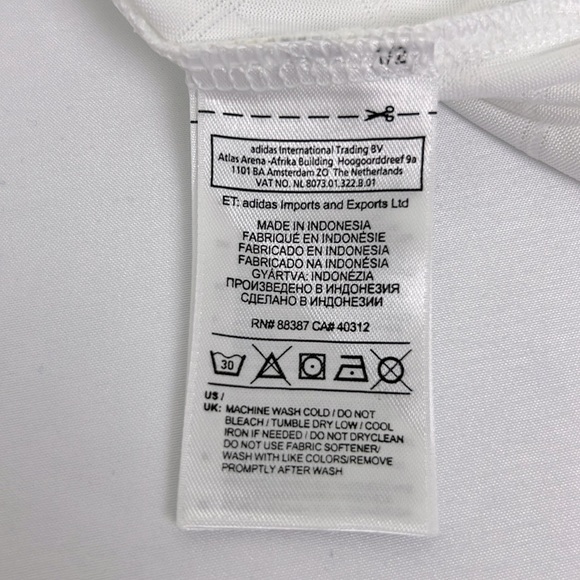 1/2
adidas International Trading BV
Atlas Arena -Afrika Building Hoogoorddreef 9a
1101 BA Amsterdam ZO The Netherlands
VAT NO. NL 8073.01.322.B.01
ET: adidas Imports and Exports Ltd
MADE IN INDONESIA
FABRIQUÉ EN INDONÉSIE
FABRICADO EN INDONESIA
FABRICADO NA INDONÉSIA
GYÁRTVA: INDONÉZIA
ПРОИЗВЕДЕНО В ИНДОНЕЗИЯ
СДЕЛАНО В ИНДОНЕЗИИ
RN# 88387 CA# 40312
30
US /
UK: MACHINE WASH COLD / DO NOT
BLEACH / TUMBLE DRY LOW / COOL
IRON IF NEEDED / DO NOT DRYCLEAN
DO NOT USE FABRIC SOFTENER/
WASH WITH LIKE COLORS/REMOVE
PROMPTLY AFTER WASH